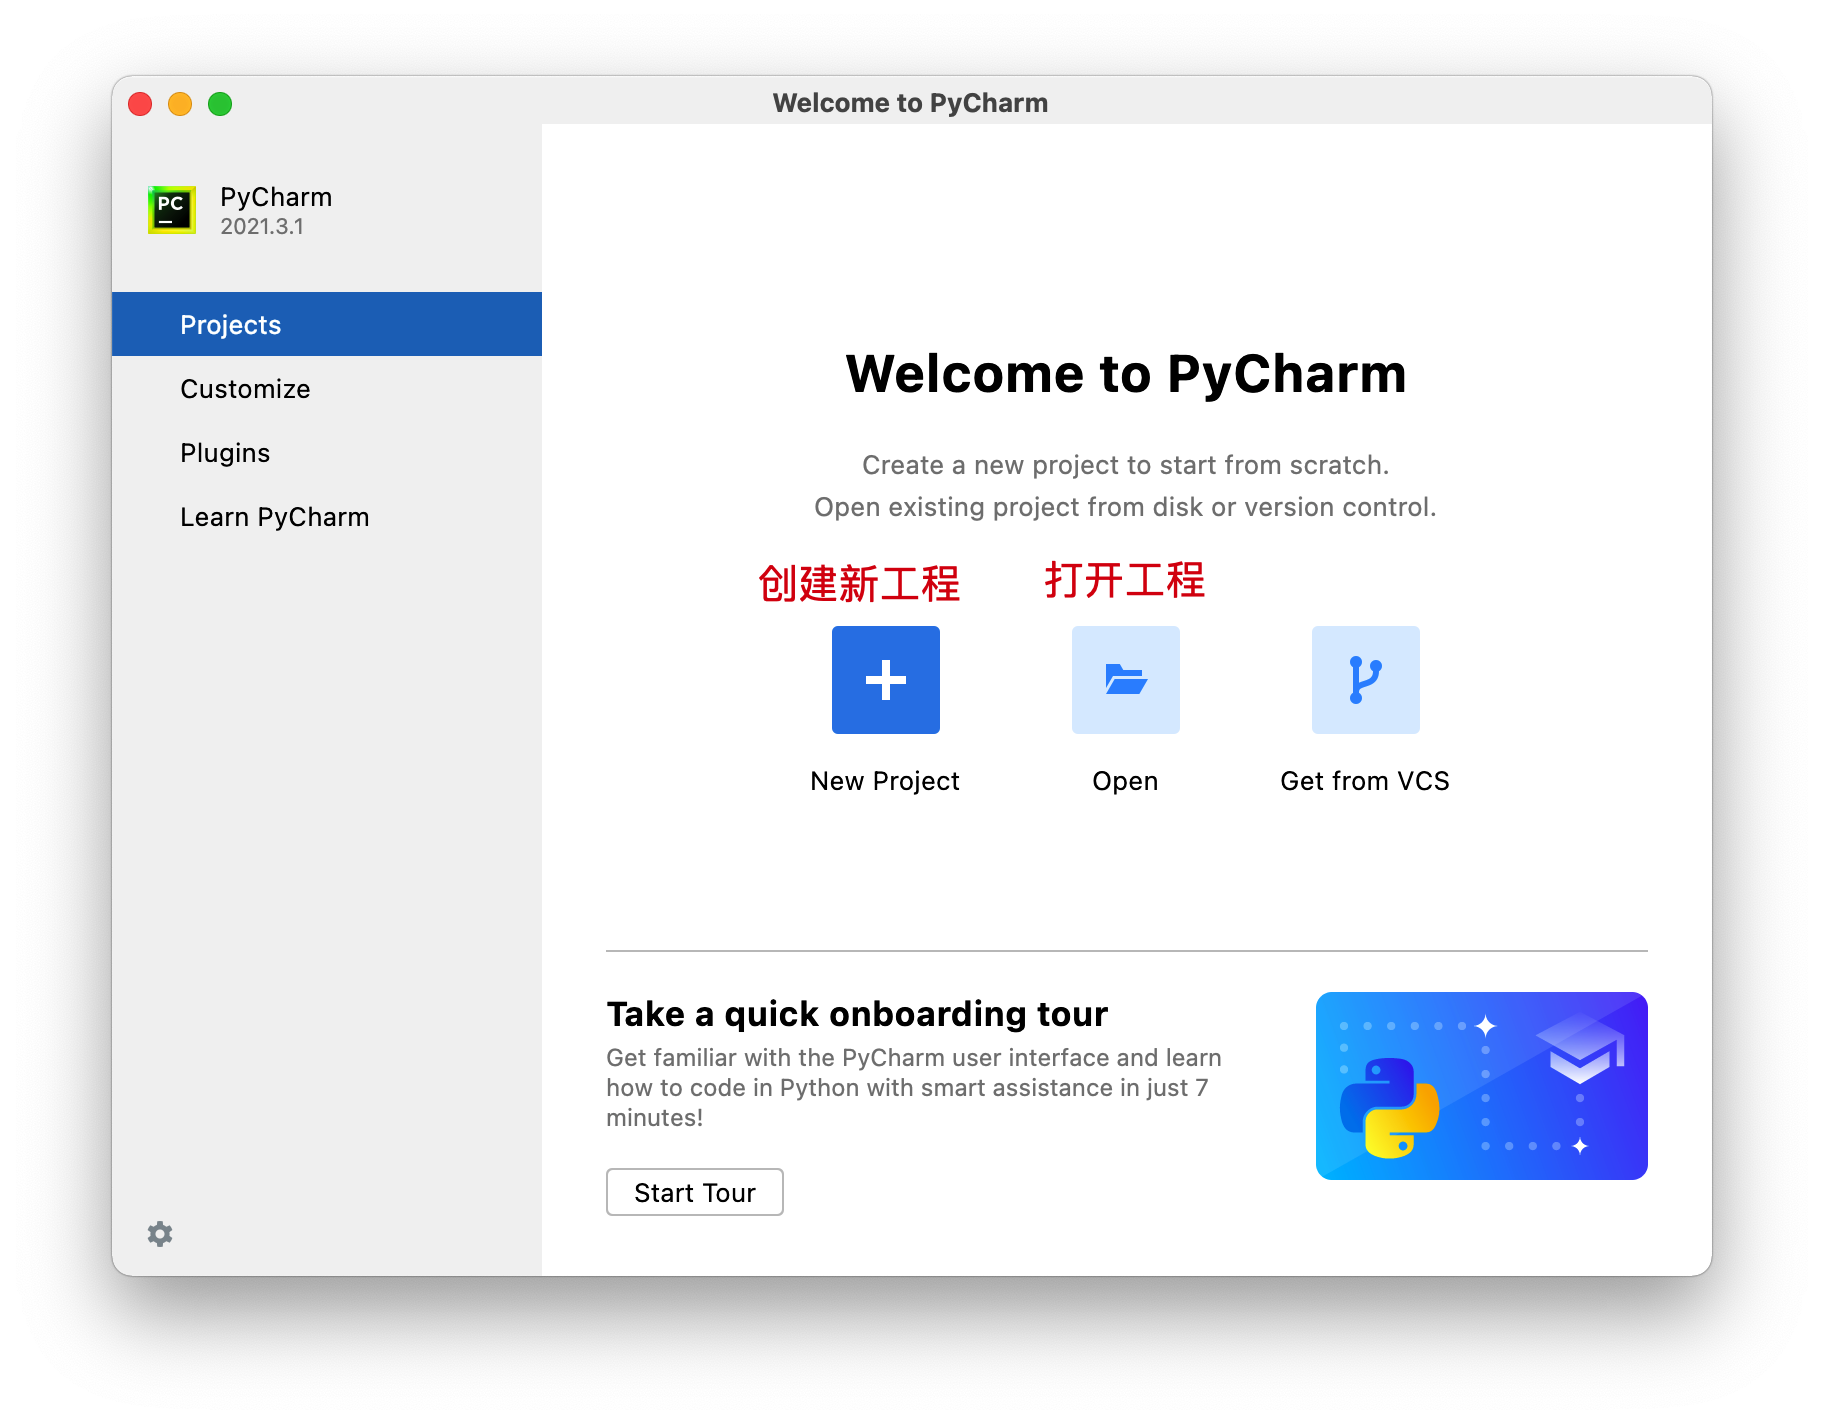 Welcome to PyCharm
PC
PyCharm
2021.3.1
Projects
Customize
Plugins
Learn PyCharm
Welcome to PyCharm
Create a new project to start from scratch.
Open existing project from disk or version control.
创建新工程
打开工程
New Project
Open
Get from VCS
Take a quick onboarding tour
Get familiar with the PyCharm user interface and learn
how to code in Python with smart assistance in just 7
minutes!
Start Tour